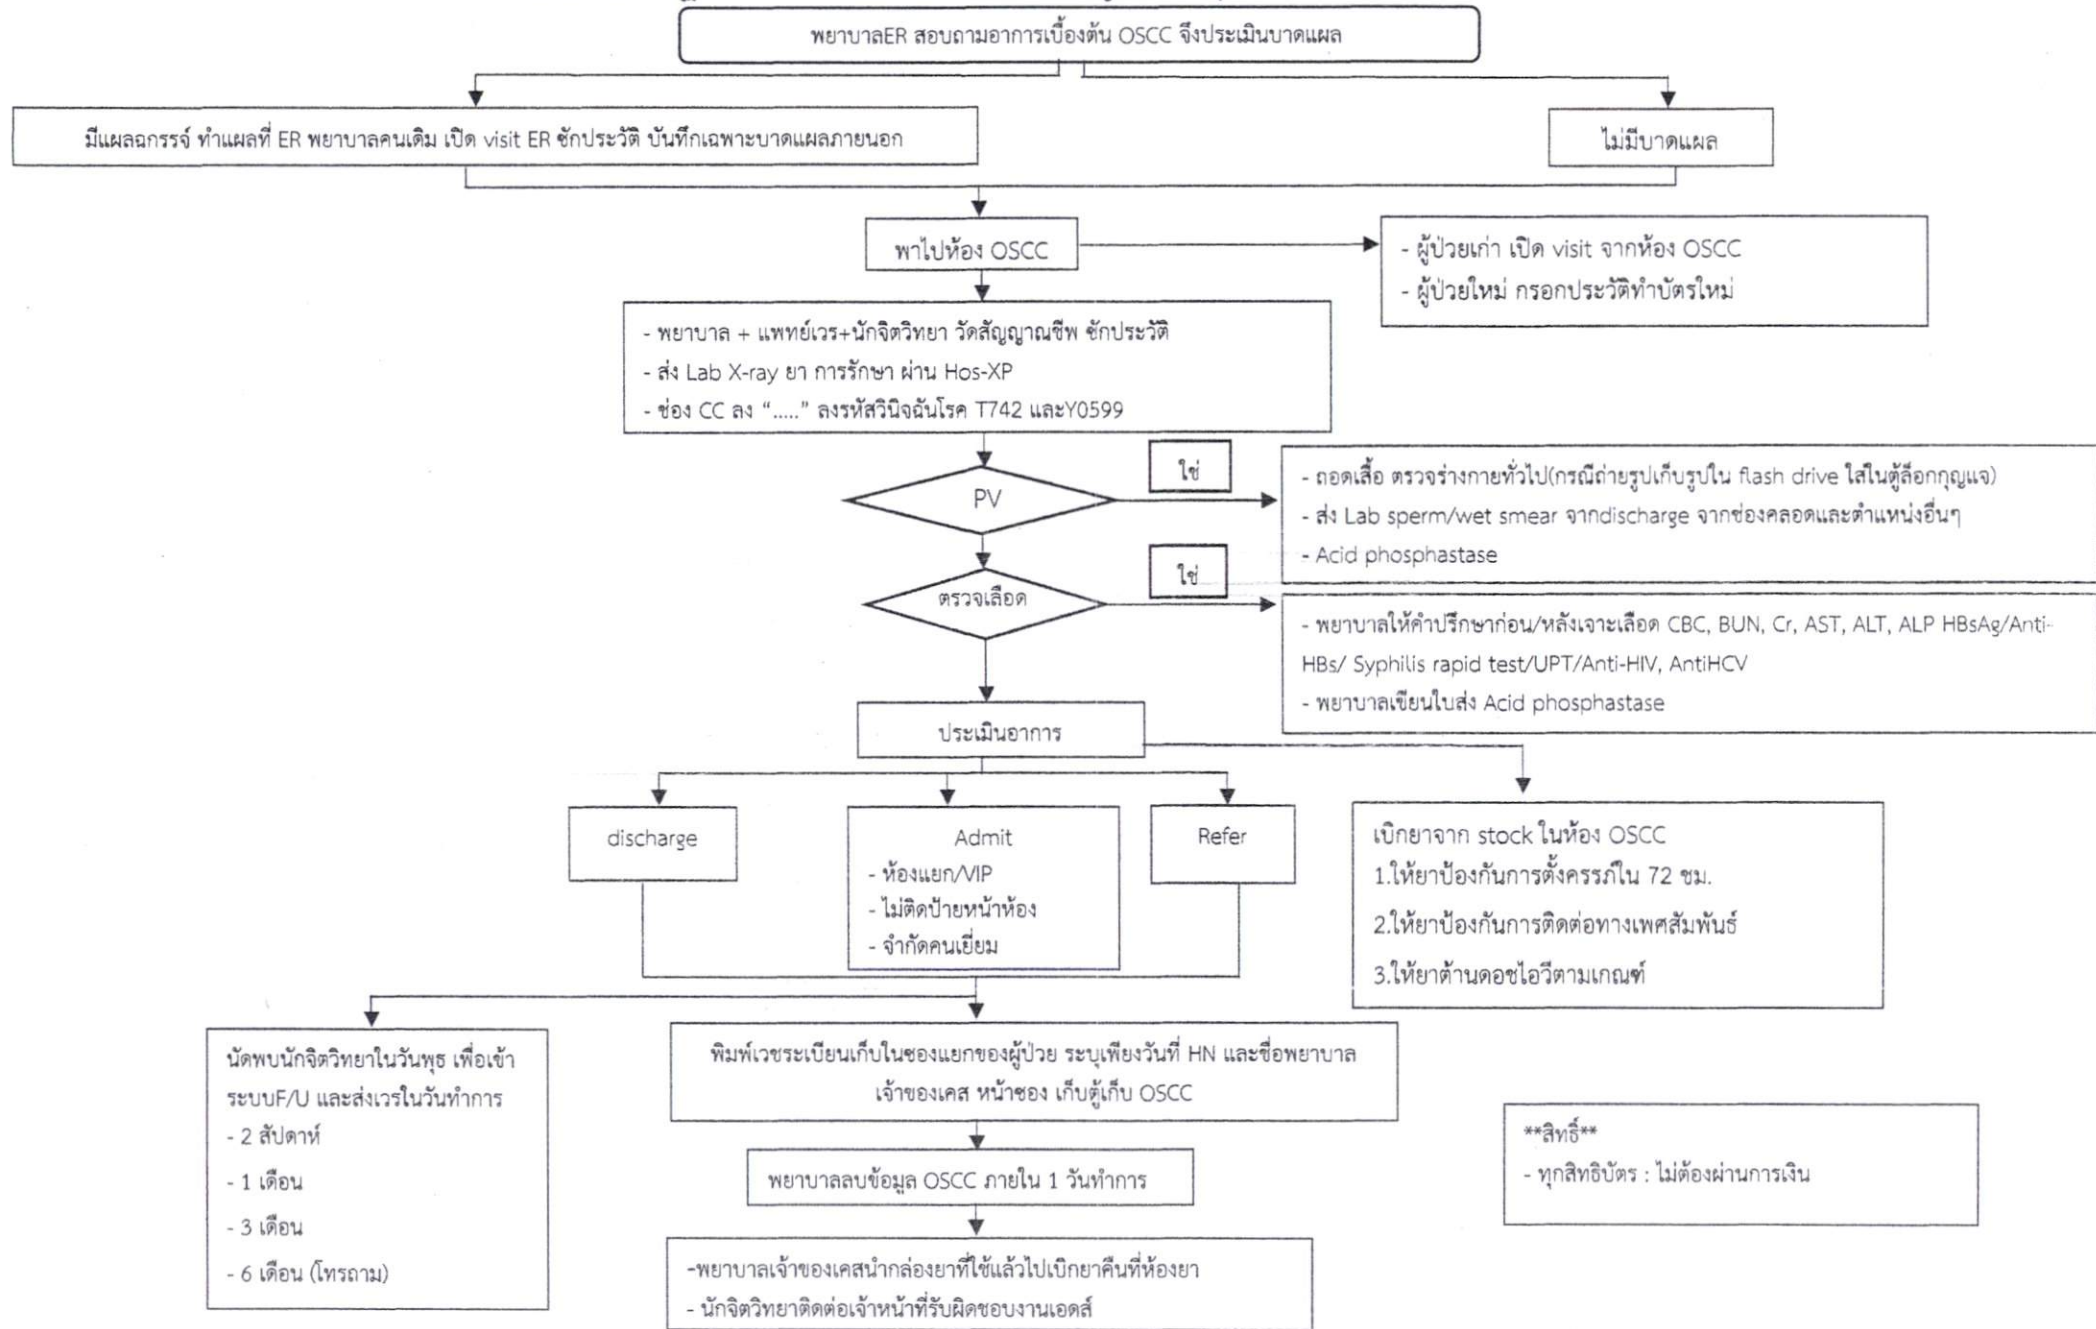 พยาบาลER สอบถามอาการเบื้องต้น OSCC จึงประเมินบาดแผล
มีแผลฉกรรจ์ ทำแผลที่ ER พยาบาลคนเดิม เปิด visit ER ซักประวัติ บันทึกเฉพาะบาดแผลภายนอก
ไม่มีบาดแผล
พาไปห้อง OSCC
- ผู้ป่วยเก่า เปิด visit จากห้อง OSCC
- ผู้ป่วยใหม่ กรอกประวัติทำบัตรใหม่
- พยาบาล + แพทย์เวร+นักจิตวิทยา วัดสัญญาณชีพ ซักประวัติ
- ส่ง Lab X-ray ยา การรักษา ผ่าน Hos-XP
- ช่อง CC ลง “.....” ลงรหัสวินิจฉันโรค T742 และY0599
PV
ใช่
- ถอดเสื้อ ตรวจร่างกายทั่วไป(กรณีถ่ายรูปเก็บรูปใน flash drive ใส่ในตู้ล็อกกุญแจ)
- ส่ง Lab sperm/wet smear จากdischarge จากช่องคลอดและตำแหน่งอื่นๆ
- Acid phosphastase
ตรวจเลือด
ใช่
- พยาบาลให้คำปรึกษาก่อน/หลังเจาะเลือด CBC, BUN, Cr, AST, ALT, ALP HBsAg/Anti-
HBs/ Syphilis rapid test/UPT/Anti-HIV, AntiHCV
- พยาบาลเขียนใบส่ง Acid phosphastase
ประเมินอาการ
discharge
Admit
- ห้องแยก/VIP
- ไม่ติดป้ายหน้าห้อง
- จำกัดคนเยี่ยม
Refer
เบิกยาจาก stock ในห้อง OSCC
1.ให้ยาป้องกันการตั้งครรภ์ใน 72 ชม.
2.ให้ยาป้องกันการติดต่อทางเพศสัมพันธ์
3.ให้ยาต้านดอชไอวีตามเกณฑ์
นัดพบนักจิตวิทยาในวันพุธ เพื่อเข้า
ระบบF/U และส่งเวรในวันทำการ
- 2 สัปดาห์
- 1 เดือน
- 3 เดือน
- 6 เดือน (โทรถาม)
พิมพ์เวชระเบียนเก็บในซองแยกของผู้ป่วย ระบุเพียงวันที่ HN และชื่อพยาบาล
เจ้าของเคส หน้าซอง เก็บตู้เก็บ OSCC
พยาบาลลบข้อมูล OSCC ภายใน 1 วันทำการ
-พยาบาลเจ้าของเคสนำกล่องยาที่ใช้แล้วไปเบิกยาคืนที่ห้องยา
- นักจิตวิทยาติดต่อเจ้าหน้าที่รับผิดชอบงานเอดส์
**สิทธิ์**
- ทุกสิทธิบัตร : ไม่ต้องผ่านการเงิน